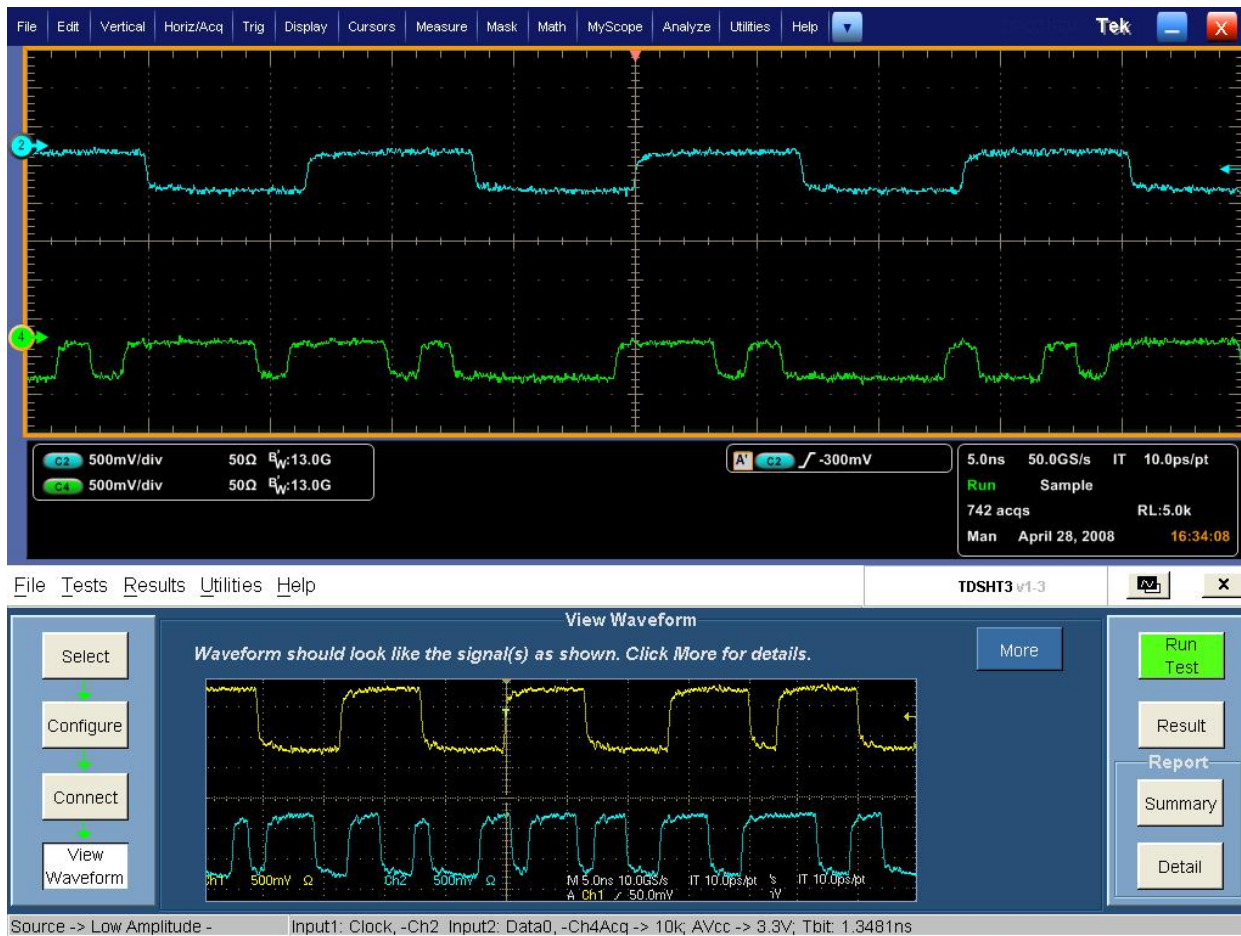 File Edit Vertical Horiz/Acq Trig Display Cursors Measure Mask Math MyScope Analyze Utilities Help Tek X
2
4
C2 500mV/div 50Ω BW:13.0G
C4 500mV/div 50Ω BW:13.0G
A' C2 -300mV
5.0ns 50.0GS/s IT 10.0ps/pt
Run Sample
742 acqs RL:5.0k
Man April 28, 2008 16:34:08
File Tests Results Utilities Help TDSHT3 v1-3 x
View Waveform
Waveform should look like the signal(s) as shown. Click More for details.
More
Select
Configure
Connect
View
Waveform
Ch1 500mV Ω Ch2 500mV Ω M 5.0ns 10.0GS/s IT 10.0ps/pt IT 10.0ps/pt
A Ch1 / 50.0mV
Run
Test
Result
Report
Summary
Detail
Source -> Low Amplitude - Input1: Clock, -Ch2 Input2: Data0, -Ch4Acq -> 10k; AVcc -> 3.3V; Tbit: 1.3481ns